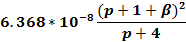 6.368*10⁻⁸ (p + 1 + β)² / p + 4